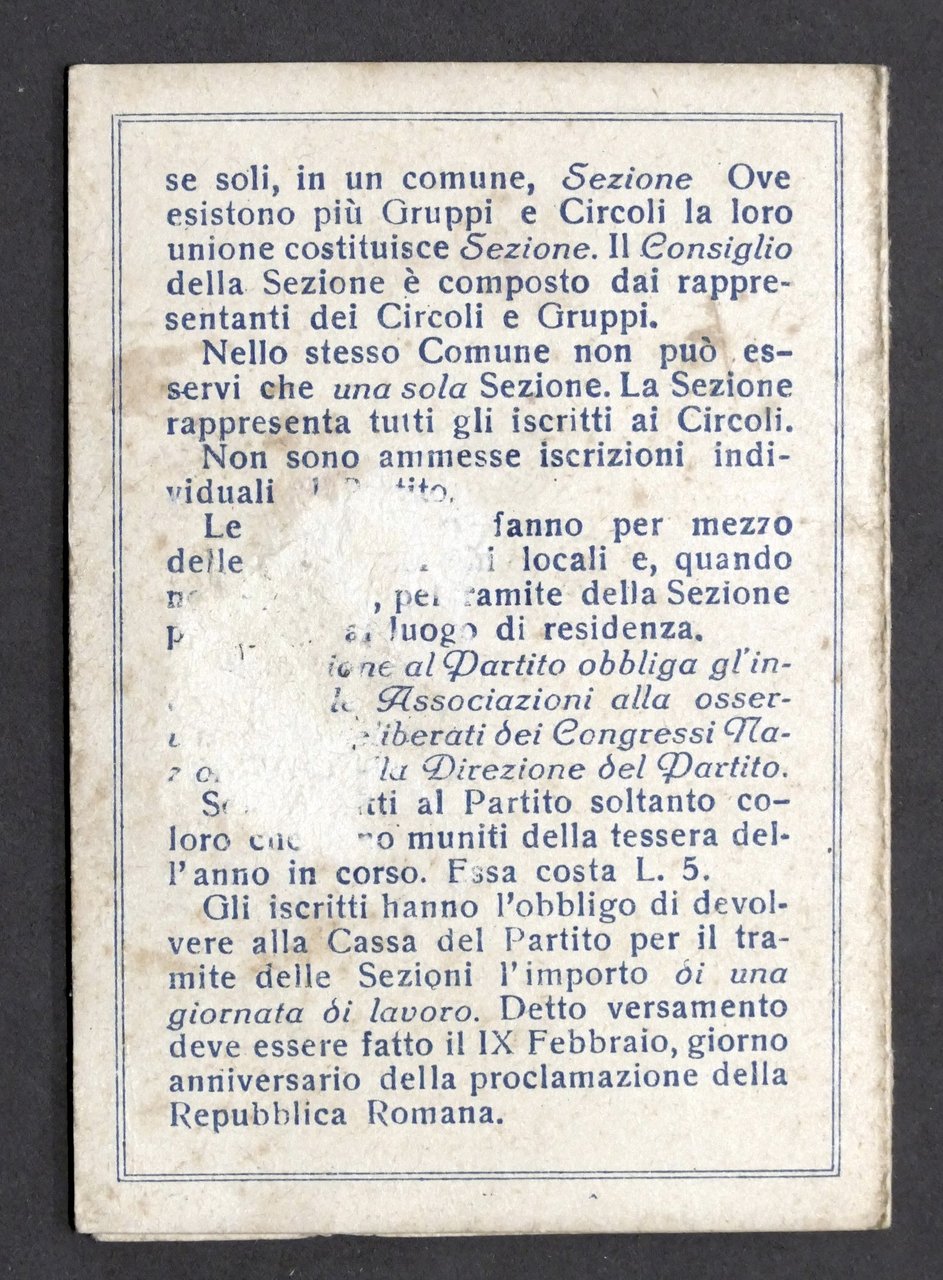 se soli, in un comune, Sezione Ove
esistono più Gruppi e Circoli la loro
unione costituisce Sezione. Il Consiglio
della Sezione è composto dai rappre-
sentanti dei Circoli e Gruppi.
Nello stesso Comune non può es-
servi che una sola Sezione. La Sezione
rappresenta tutti gli iscritti ai Circoli.
Non sono ammesse iscrizioni indi-
viduali Partito.
Le fanno per mezzo
delle locali e, quando
della Sezione
luogo di residenza.
al Partito obbliga gl'in-
Associazioni alla osser-
dei Congressi Na-
Direzione del Partito.
al Partito soltanto co-
loro che muniti della tessera del-
l'anno in corso. Essa costa L. 5.
Gli iscritti hanno l'obbligo di devol-
vere alla Cassa del Partito per il tra-
mite delle Sezioni l'importo di una
giornata di lavoro. Detto versamento
deve essere fatto il IX Febbraio, giorno
anniversario della proclamazione della
Repubblica Romana.